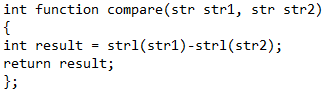 int function compare(str str1, str str2)
{
int result = strl(str1)-strl(str2);
return result;
};